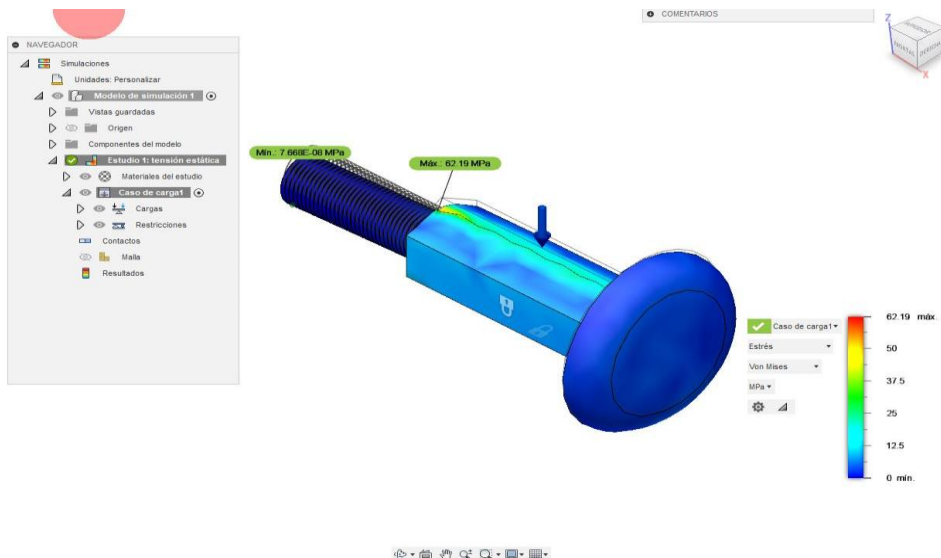 COMENTARIOS
NAVEGADOR
Simulaciones
Unidades: Personalizar
Modelo de simulación 1
Vistas guardadas
Origen
Componentes del modelo
Estudio 1: tensión estática
Materiales del estudio
Caso de carga1
Cargas
Restricciones
Contactos
Malla
Resultados
Mín.: 7.668E-08 MPa
Máx.: 62.19 MPa
Z
FRONTAL
X
Caso de carga1
Estrés
Von Mises
MPa
62.19 máx.
50
37.5
25
12.5
0 mín.